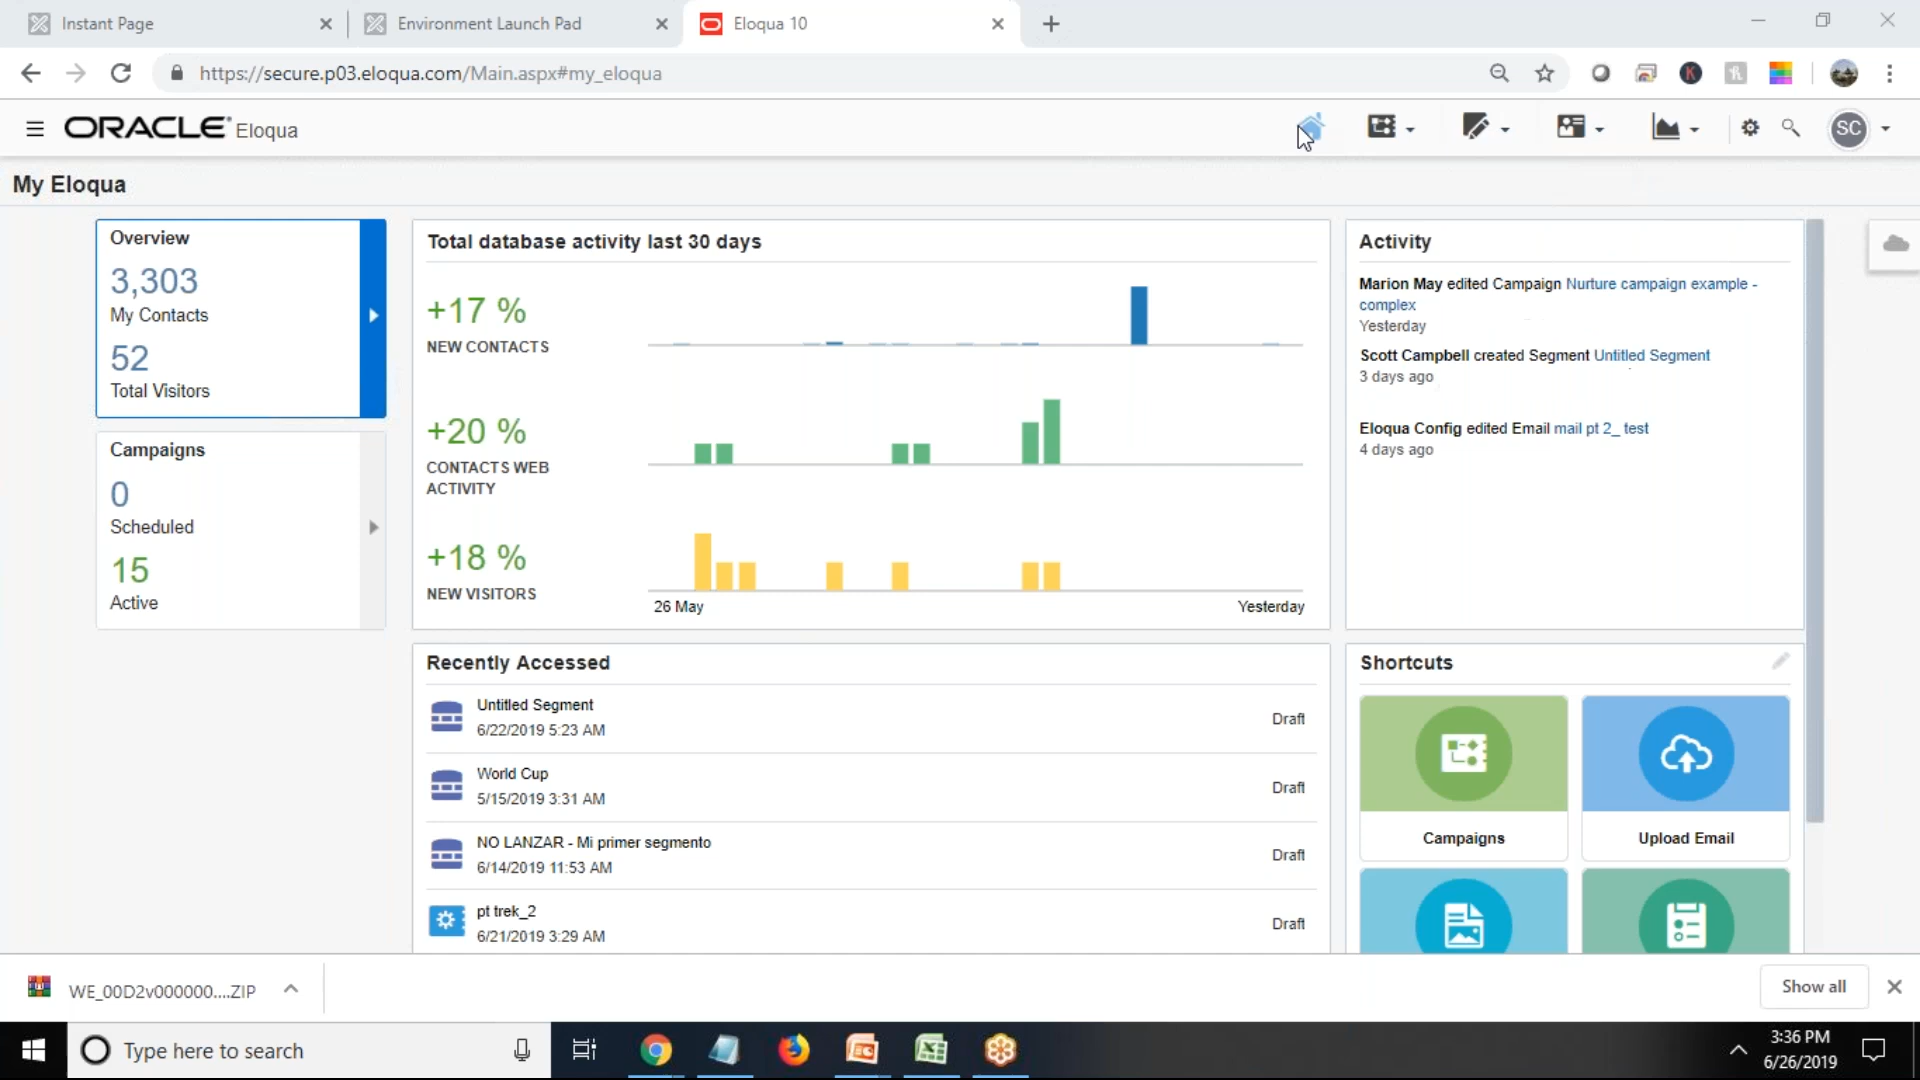 Instant Page
Environment Launch Pad
Eloqua 10
https://secure.p03.eloqua.com/Main.aspx#my_eloqua
K
ORACLE Eloqua
SC
My Eloqua
Overview
3,303
My Contacts
52
Total Visitors
Campaigns
0
Scheduled
15
Active
Total database activity last 30 days
+17 %
NEW CONTACTS
+20 %
CONTACTS WEB
ACTIVITY
+18 %
NEW VISITORS
26 May
Yesterday
Activity
Marion May edited Campaign Nurture campaign example -
complex
Yesterday
Scott Campbell created Segment Untitled Segment
3 days ago
Eloqua Config edited Email mail pt 2_ test
4 days ago
Recently Accessed
Untitled Segment
6/22/2019 5:23 AM
Draft
World Cup
5/15/2019 3:31 AM
Draft
NO LANZAR - Mi primer segmento
6/14/2019 11:53 AM
Draft
pt trek_2
6/21/2019 3:29 AM
Draft
Shortcuts
Campaigns
Upload Email
WE_00D2v000000....ZIP
Show all
Type here to search
3:36 PM
6/26/2019